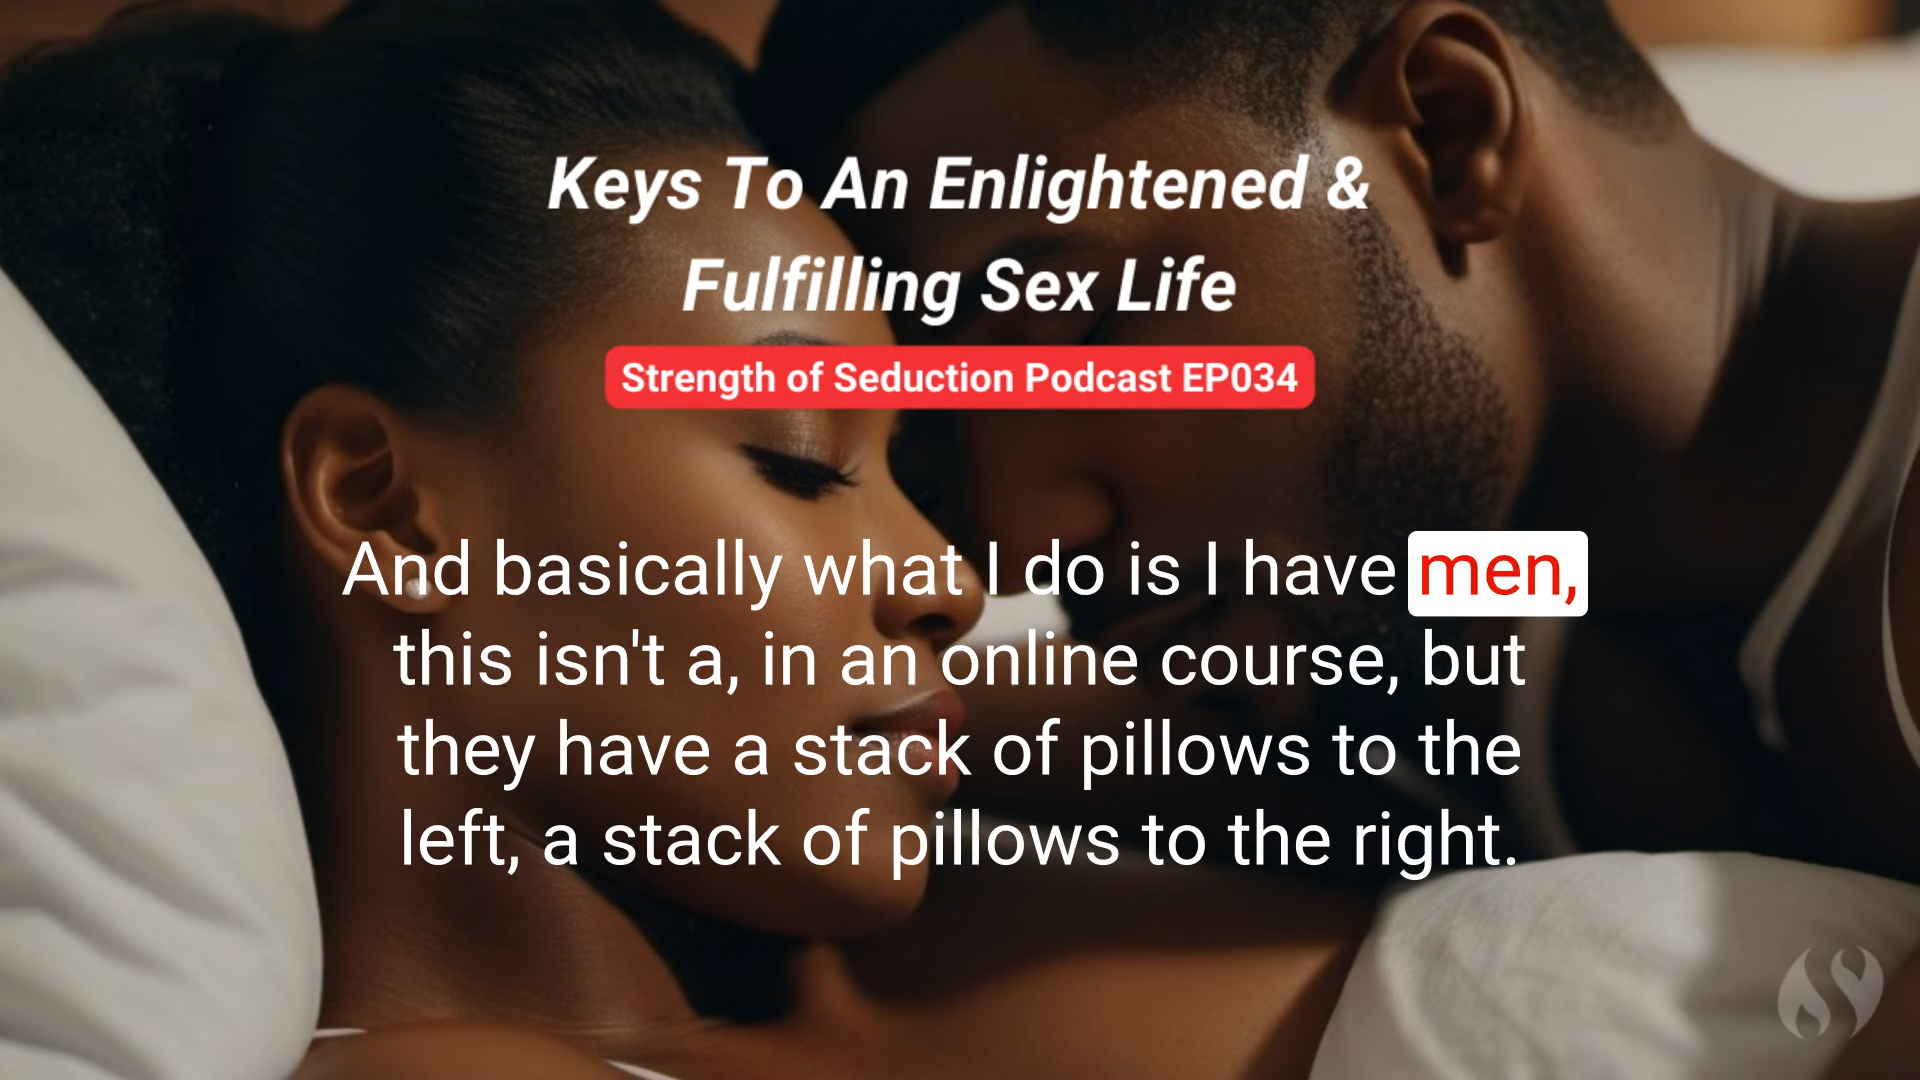 Keys To An Enlightened &
Fulfilling Sex Life
Strength of Seduction Podcast EP034
And basically what I do is I have men,
this isn't a, in an online course, but
they have a stack of pillows to the
left, a stack of pillows to the right.